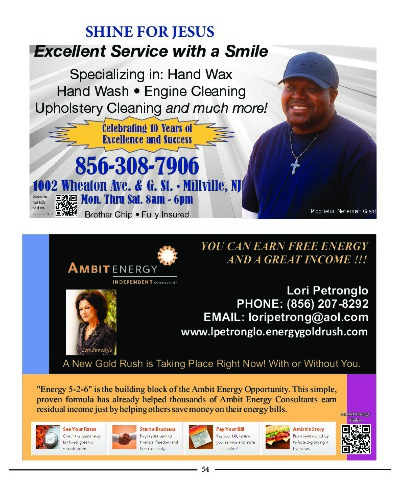 SHINE FOR JESUS
Excellent Service with a Smile
Specializing in: Hand Wax
Hand Wash • Engine Cleaning
Upholstery Cleaning and much more!
Celebrating 10 Years of
Excellence and Success
856-308-7906
1002 Wheaton Ave. & G. St. • Millville, NJ
Mon. Thru Sat. 8am - 6pm
Brother Chip • Fully Insured
YOU CAN EARN FREE ENERGY
AND A GREAT INCOME !!!
AMBIT ENERGY
INDEPENDENT CONSULTANT
Lori Petronglo
PHONE: (856) 207-8292
EMAIL: loripetrong@aol.com
www.lpetronglo.energygoldrush.com
A New Gold Rush is Taking Place Right Now! With or Without You.
"Energy 5-2-6" is the building block of the Ambit Energy Opportunity. This simple,
proven formula has already helped thousands of Ambit Energy Consultants earn
residual income just by helping others save money on their energy bills.
See Your Rates
Start a Business
Pay Your Bill
Ambit's Story
54